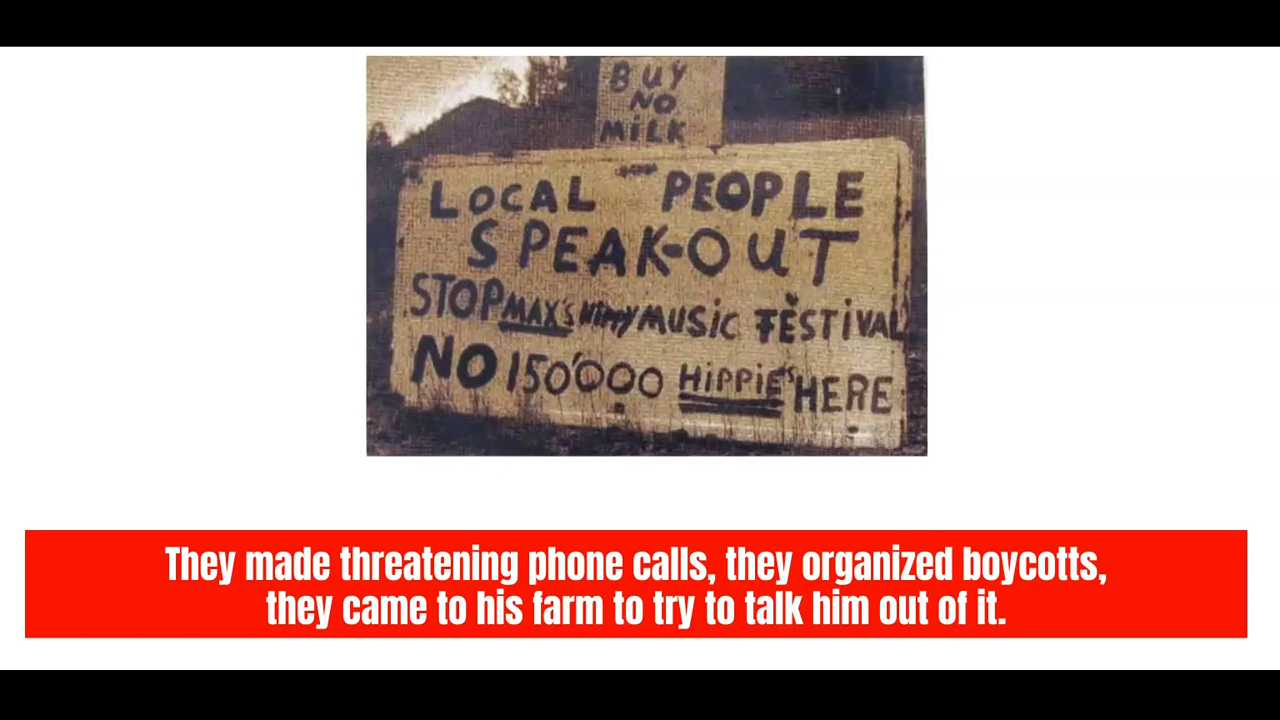 BUY
NO
MiLK
LOCAL PEOPLE
SPEAK-OUT
STOP MAX's MUSiC FESTiVAL
NO 150'000 HiPPiE'S HERE
They made threatening phone calls, they organized boycotts,
they came to his farm to try to talk him out of it.